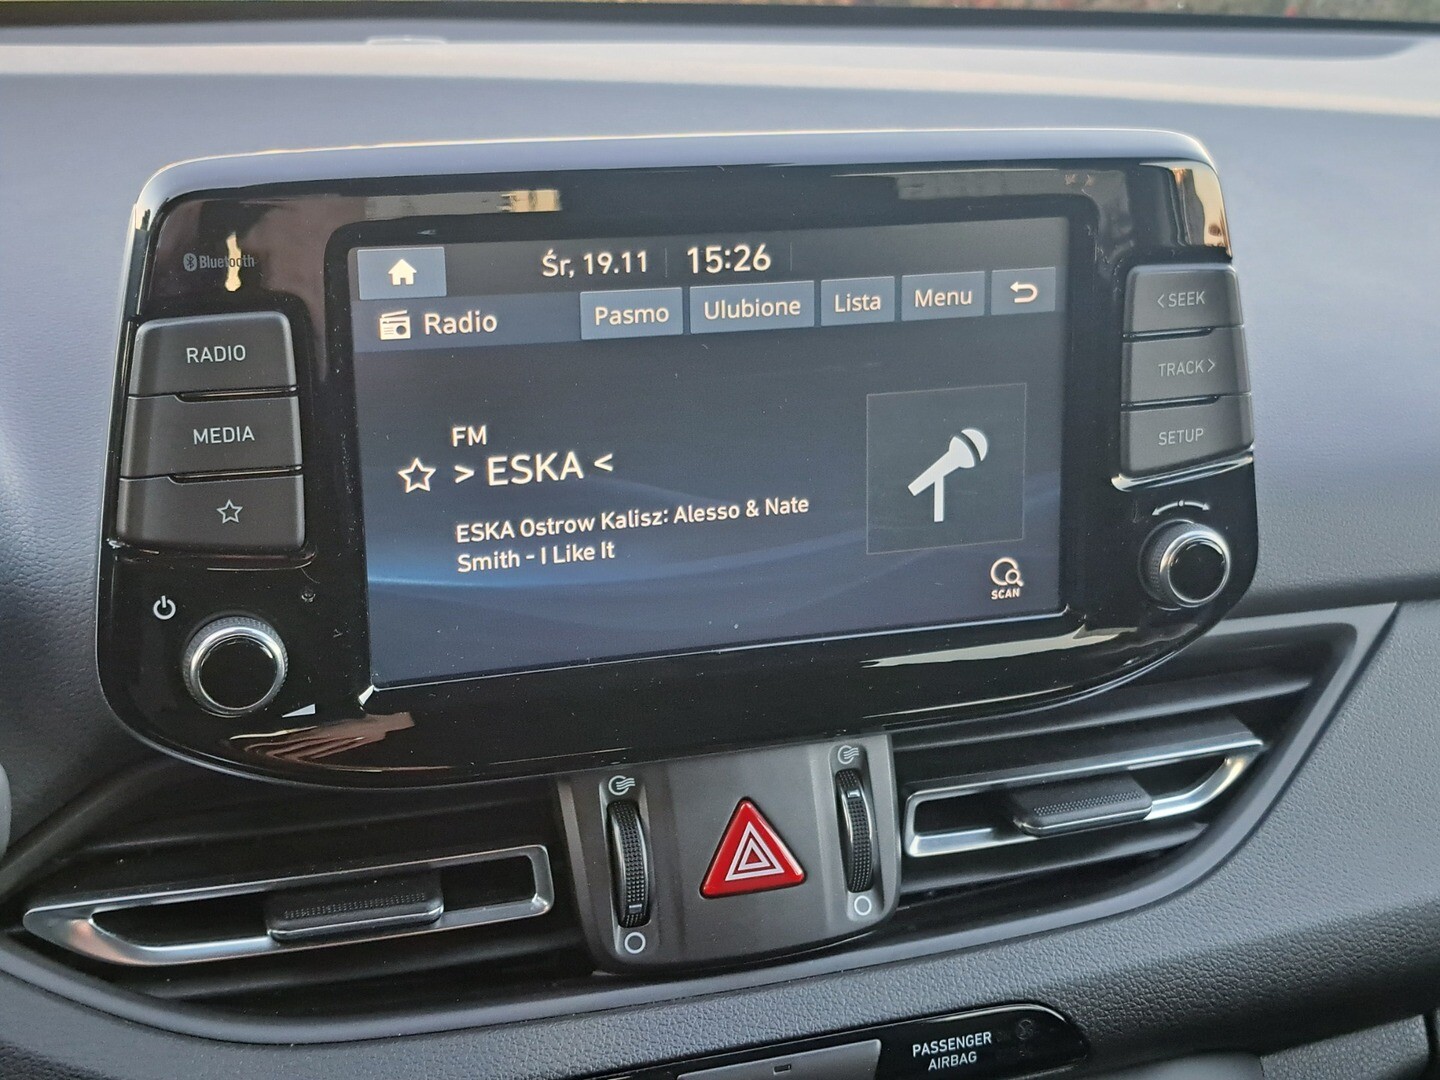 Bluetooth
Śr, 19.11 15:26
Radio Pasmo Ulubione Lista Menu
RADIO
MEDIA
FM
> ESKA <
ESKA Ostrow Kalisz: Alesso & Nate
Smith - I Like It
SCAN
< SEEK
TRACK >
SETUP
PASSENGER
AIRBAG